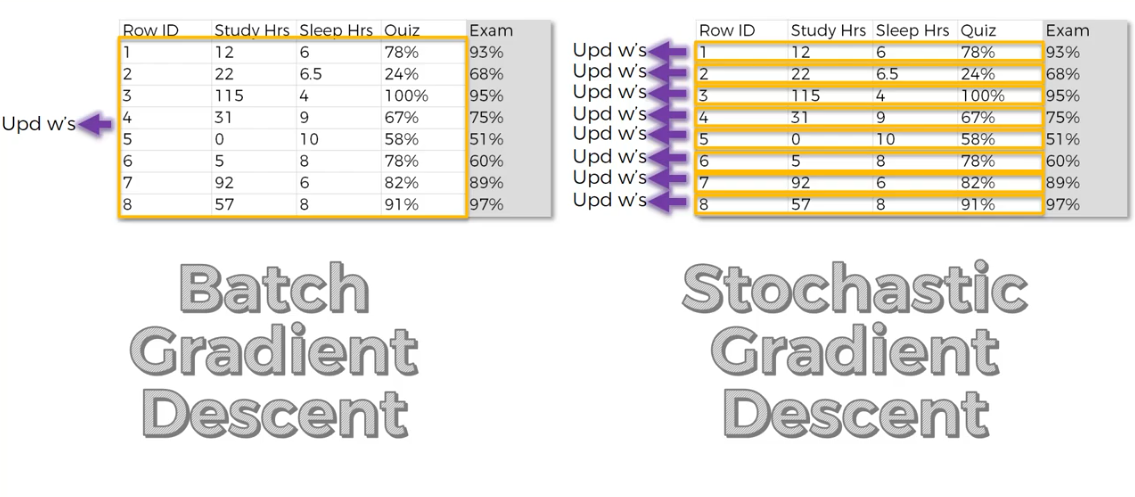 Row ID Study Hrs Sleep Hrs Quiz Exam
1 12 6 78% 93%
2 22 6.5 24% 68%
3 115 4 100% 95%
Upd w's 4 31 9 67% 75%
5 0 10 58% 51%
6 5 8 78% 60%
7 92 6 82% 89%
8 57 8 91% 97%
Batch
Gradient
Descent
Row ID Study Hrs Sleep Hrs Quiz Exam
Upd w's 1 12 6 78% 93%
Upd w's 2 22 6.5 24% 68%
Upd w's 3 115 4 100% 95%
Upd w's 4 31 9 67% 75%
Upd w's 5 0 10 58% 51%
Upd w's 6 5 8 78% 60%
Upd w's 7 92 6 82% 89%
Upd w's 8 57 8 91% 97%
Stochastic
Gradient
Descent